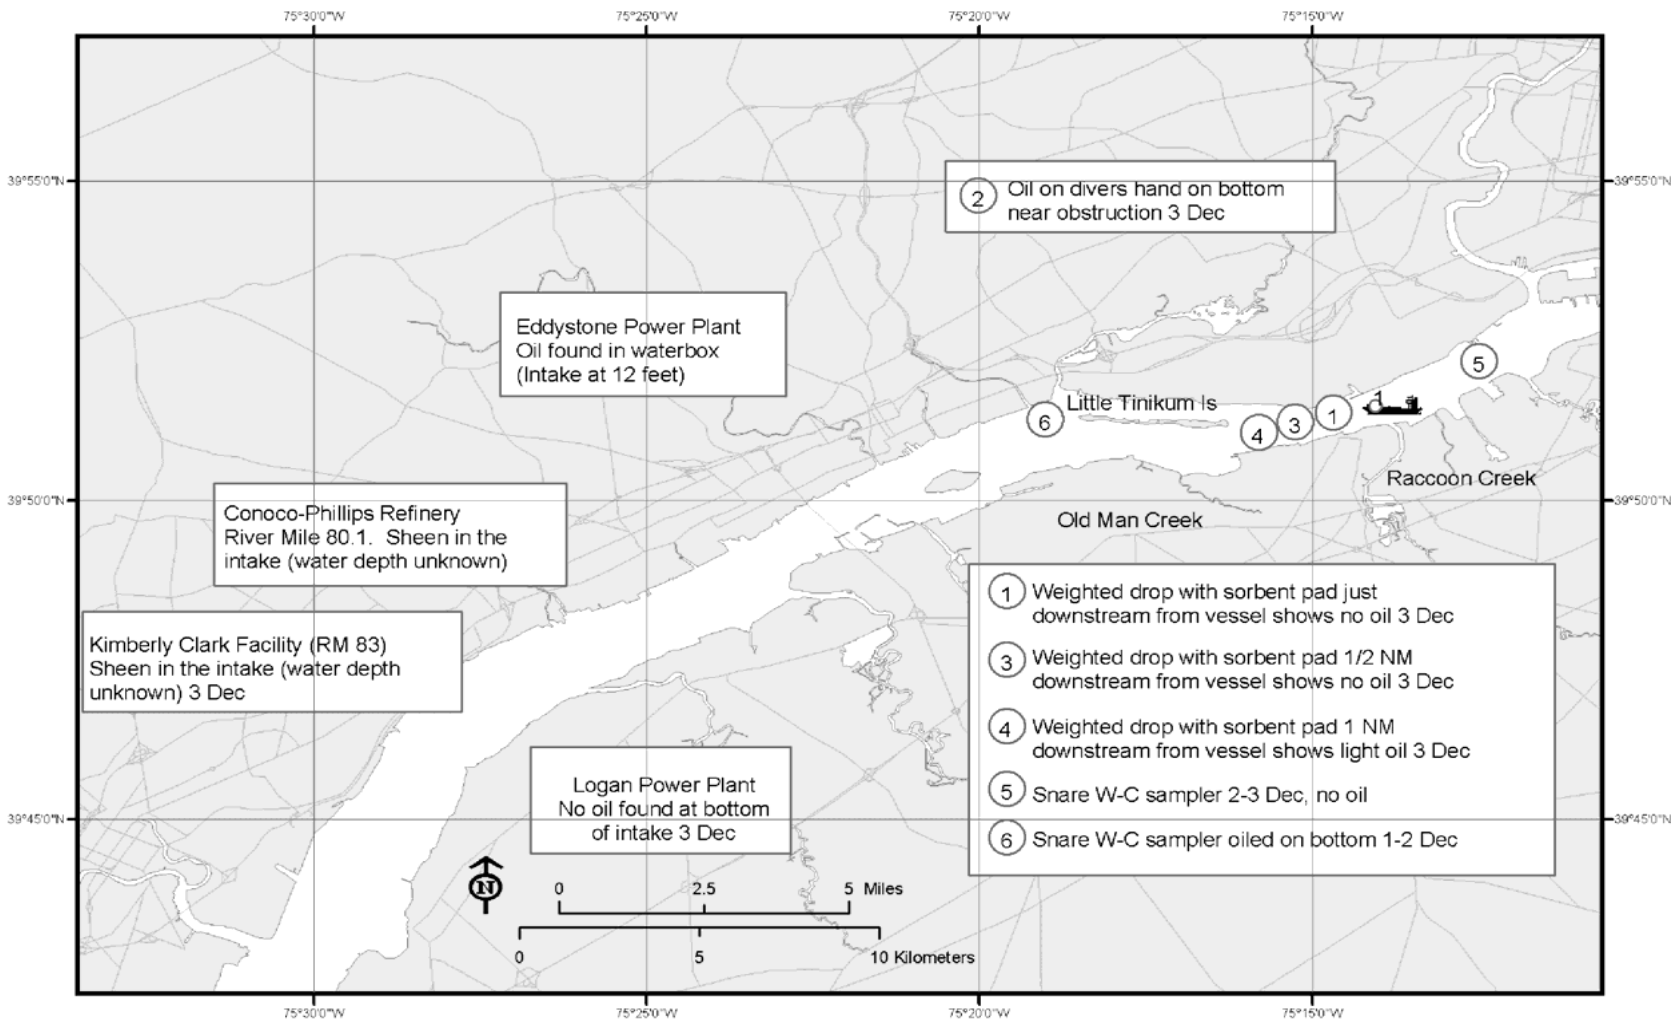 75°30'0"W 75°25'0"W 75°20'0"W 75°15'0"W
39°55'0"N 39°55'0"N
2 Oil on divers hand on bottom
near obstruction 3 Dec
Eddystone Power Plant
Oil found in waterbox
(Intake at 12 feet)
5
1
Little Tinikum Is
6 4 3 1
Raccoon Creek
39°50'0"N 39°50'0"N
Old Man Creek
Conoco-Phillips Refinery
River Mile 80.1. Sheen in the
intake (water depth unknown)
Kimberly Clark Facility (RM 83)
Sheen in the intake (water depth
unknown) 3 Dec
1 Weighted drop with sorbent pad just
downstream from vessel shows no oil 3 Dec
3 Weighted drop with sorbent pad 1/2 NM
downstream from vessel shows no oil 3 Dec
4 Weighted drop with sorbent pad 1 NM
downstream from vessel shows light oil 3 Dec
5 Snare W-C sampler 2-3 Dec, no oil
6 Snare W-C sampler oiled on bottom 1-2 Dec
Logan Power Plant
No oil found at bottom
of intake 3 Dec
39°45'0"N 39°45'0"N
N
0 2.5 5 Miles
0 5 10 Kilometers
75°30'0"W 75°25'0"W 75°20'0"W 75°15'0"W